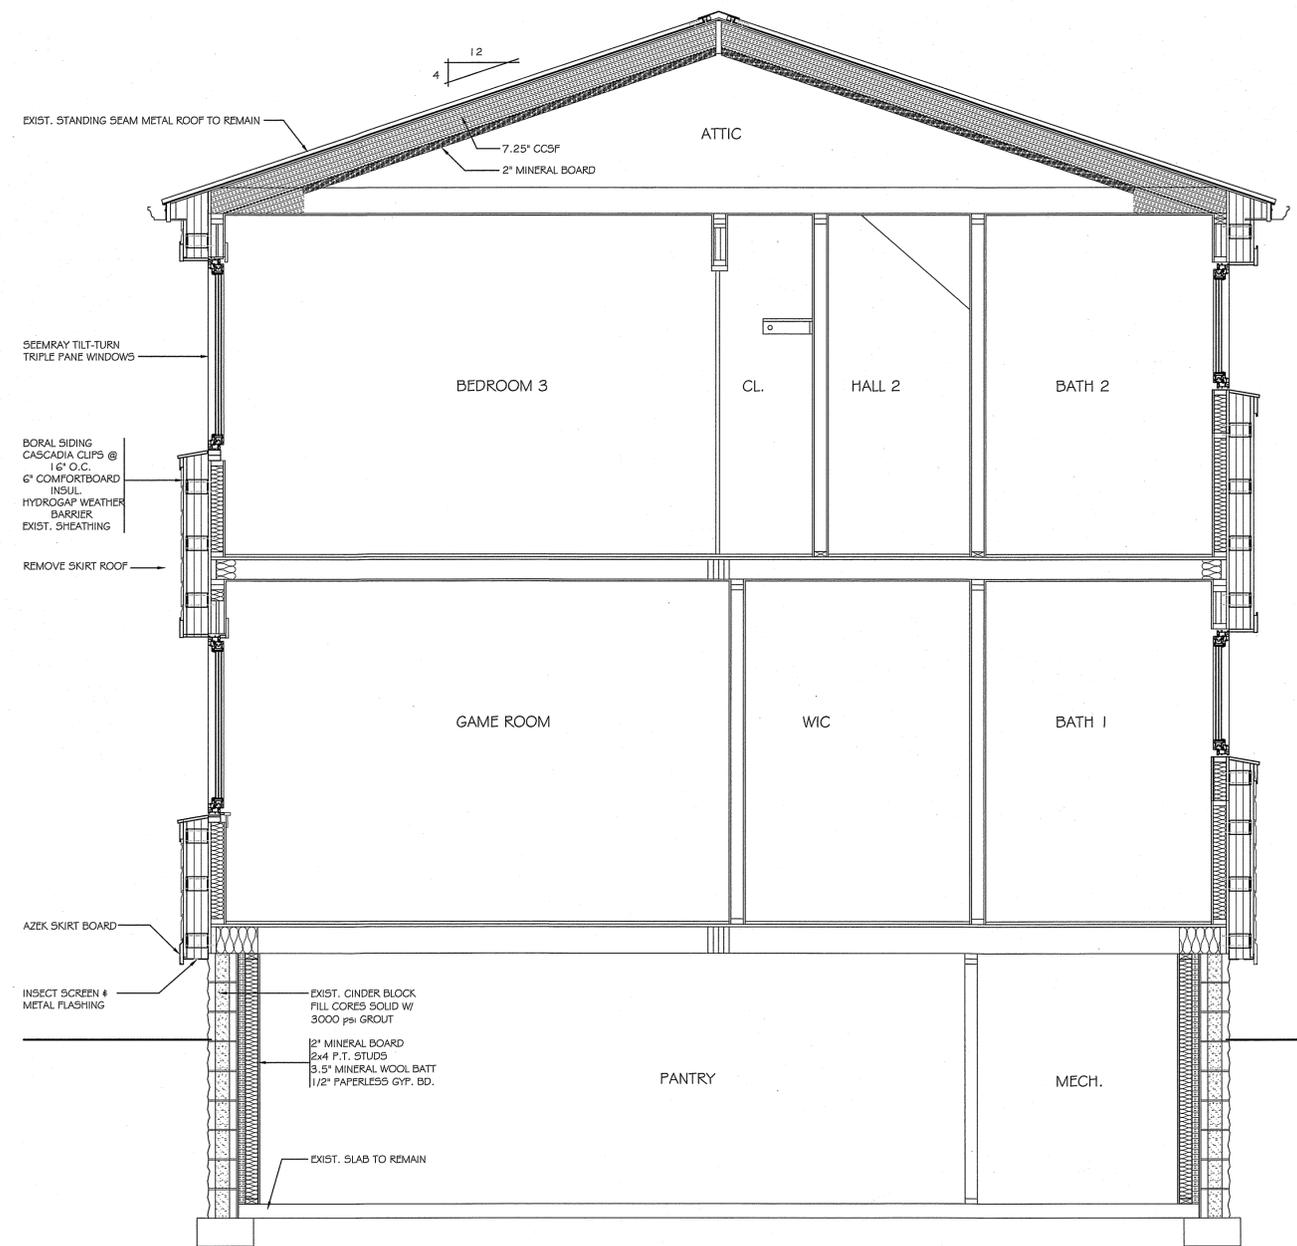 12
4
EXIST. STANDING SEAM METAL ROOF TO REMAIN
ATTIC
7.25" CCSF
2" MINERAL BOARD
SEEMRAY TILT-TURN
TRIPLE PANE WINDOWS
BEDROOM 3
CL.
HALL 2
BATH 2
BORAL SIDING
CASCADIA CLIPS @
16" O.C.
6" COMFORTBOARD
INSUL.
HYDROGAP WEATHER
BARRIER
EXIST. SHEATHING
REMOVE SKIRT ROOF
GAME ROOM
WIC
BATH 1
AZEK SKIRT BOARD
INSECT SCREEN &
METAL FLASHING
EXIST. CINDER BLOCK
FILL CORES SOLID W/
3000 psi GROUT
2" MINERAL BOARD
2x4 P.T. STUDS
3.5" MINERAL WOOL BATT
1/2" PAPERLESS GYP. BD.
PANTRY
MECH.
EXIST. SLAB TO REMAIN